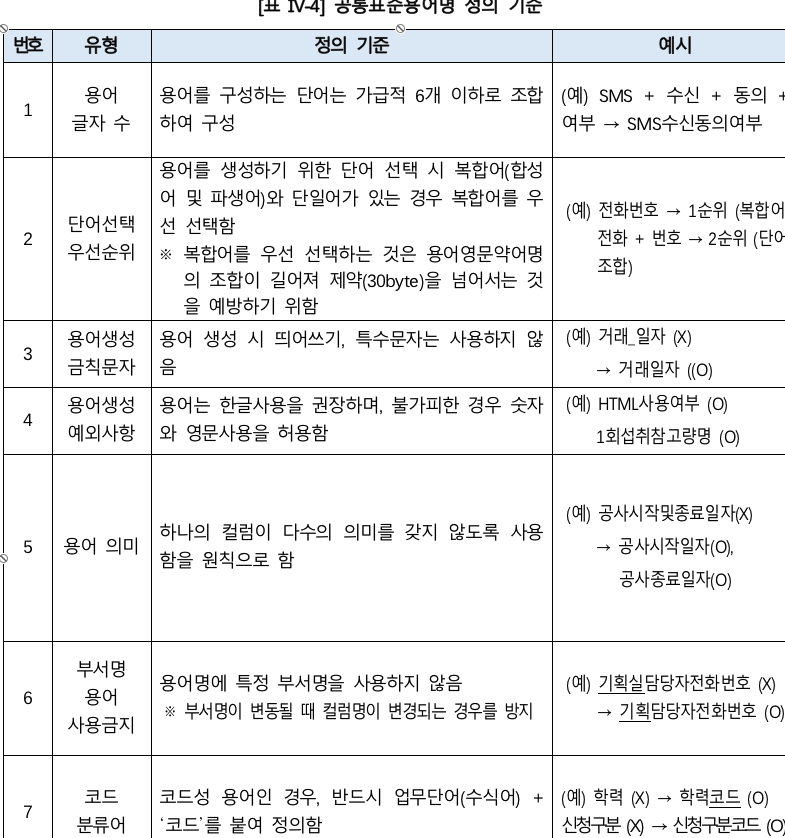 [표 Ⅳ-4] 공통표준용어명 정의 기준
번호 유형 정의 기준 예시
1
용어
글자 수
용어를 구성하는 단어는 가급적 6개 이하로 조합
하여 구성
(예) SMS + 수신 + 동의 +
여부 → SMS수신동의여부
2
단어선택
우선순위
용어를 생성하기 위한 단어 선택 시 복합어(합성
어 및 파생어)와 단일어가 있는 경우 복합어를 우
선 선택함
※ 복합어를 우선 선택하는 것은 용어영문약어명
의 조합이 길어져 제약(30byte)을 넘어서는 것
을 예방하기 위함
(예) 전화번호 → 1순위 (복합어
전화 + 번호 → 2순위 (단어
조합)
3
용어생성
금칙문자
용어 생성 시 띄어쓰기, 특수문자는 사용하지 않
음
(예) 거래_일자 (X)
→ 거래일자 ((O)
4
용어생성
예외사항
용어는 한글사용을 권장하며, 불가피한 경우 숫자
와 영문사용을 허용함
(예) HTML사용여부 (O)
1회섭취참고량명 (O)
5
용어 의미
하나의 컬럼이 다수의 의미를 갖지 않도록 사용
함을 원칙으로 함
(예) 공사시작및종료일자(X)
→ 공사시작일자(O),
공사종료일자(O)
6
부서명
용어
사용금지
용어명에 특정 부서명을 사용하지 않음
※ 부서명이 변동될 때 컬럼명이 변경되는 경우를 방지
(예) 기획실담당자전화번호 (X)
→ 기획담당자전화번호 (O)
7
코드
분류어
코드성 용어인 경우, 반드시 업무단어(수식어) +
‘코드’를 붙여 정의함
(예) 학력 (X) → 학력코드 (O)
신청구분 (X) → 신청구분코드 (O)